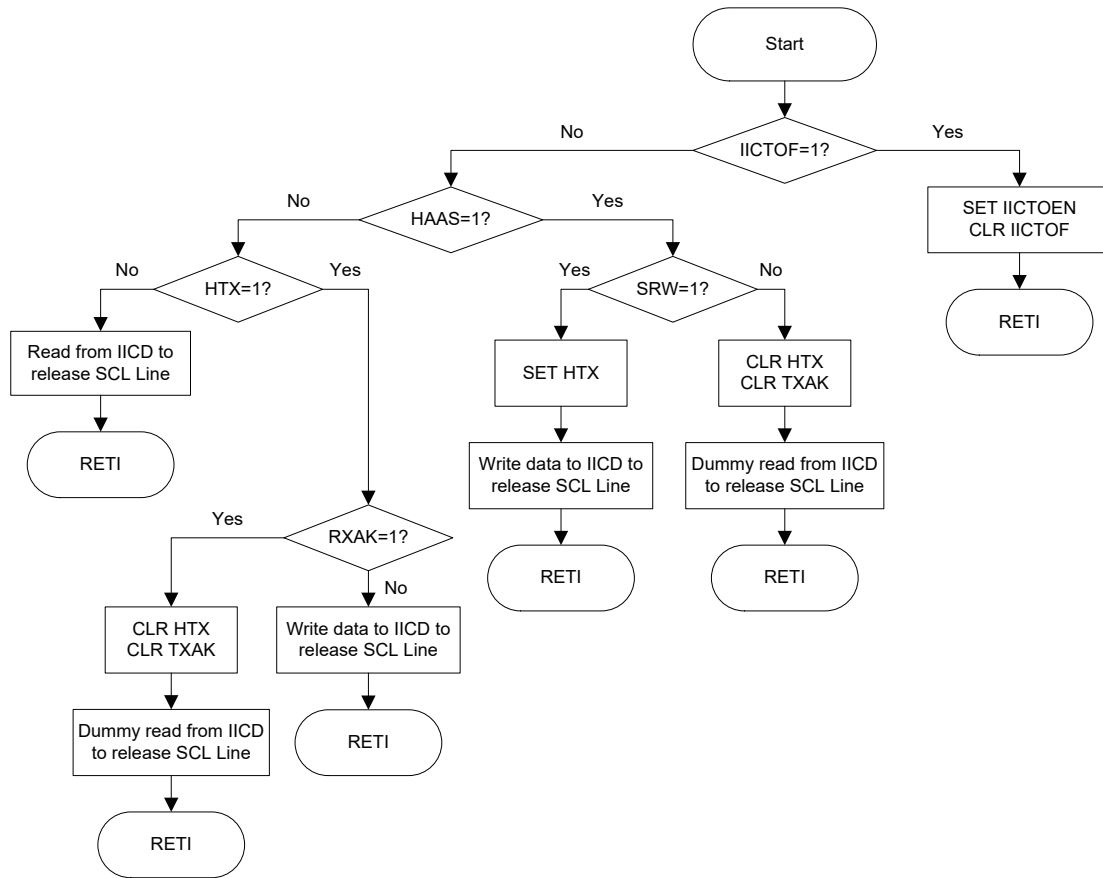 Start
No
IICTOF=1?
Yes
No
HAAS=1?
Yes
SET IICTOEN
CLR IICTOF
No
HTX=1?
Yes
Yes
SRW=1?
No
RETI
Read from IICD to
release SCL Line
SET HTX
CLR HTX
CLR TXAK
RETI
Write data to IICD to
release SCL Line
Dummy read from IICD
to release SCL Line
Yes
RXAK=1?
RETI
RETI
No
CLR HTX
CLR TXAK
Write data to IICD to
release SCL Line
Dummy read from IICD
to release SCL Line
RETI
RETI